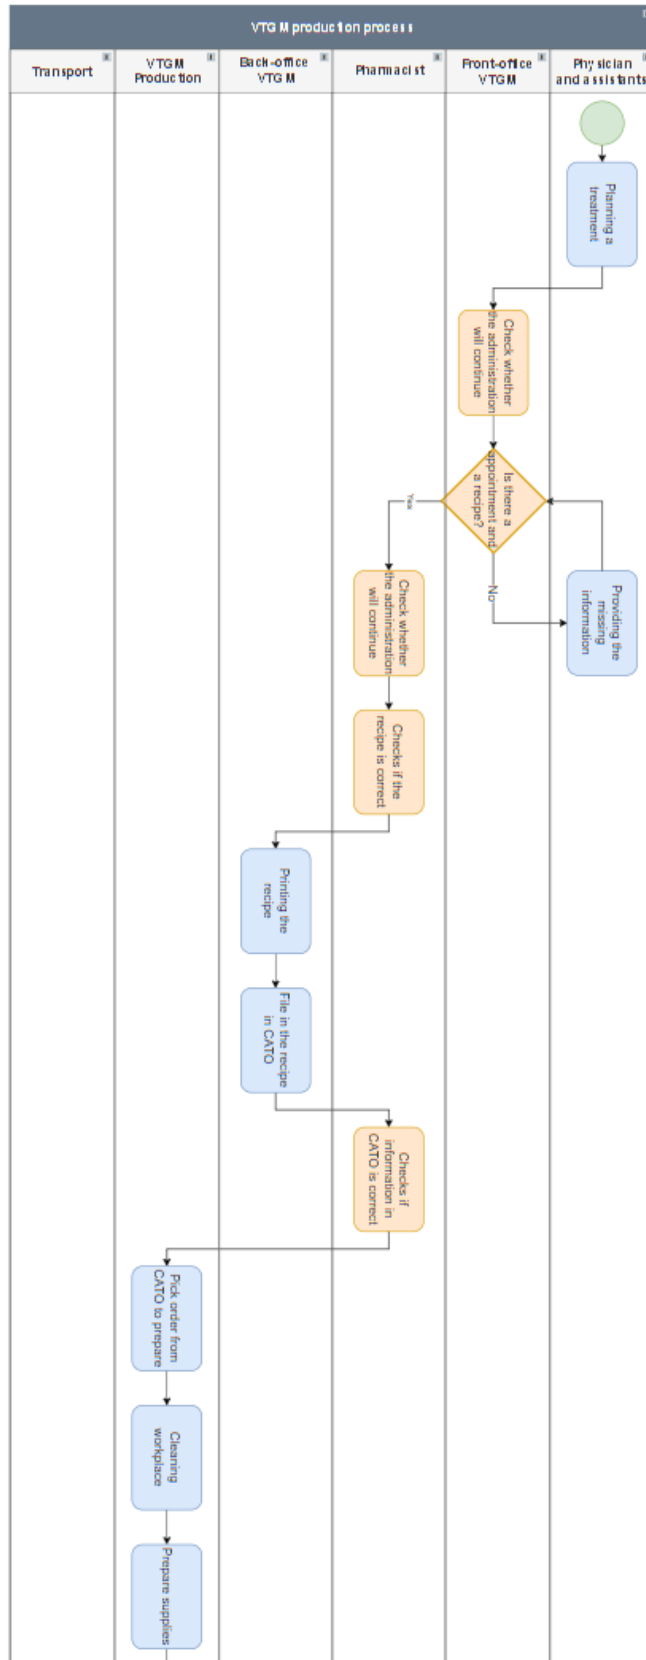 VTGM production process
Transport
VTGM
Production
Back-office
VTGM
Pharmacist
Front-office
VTGM
Physician
and assistants
Planning a
treatment
Check whether
the administration
will continue
Is there a
appointment and
a recipe?
Yes
No
Providing the
missing
information
Check whether
the administration
will continue
Checks if the
recipe is correct
Printing the
recipe
File in the recipe
in CATO
Checks if
information in
CATO is correct
Pick order from
CATO to prepare
Cleaning
workplace
Prepare supplies